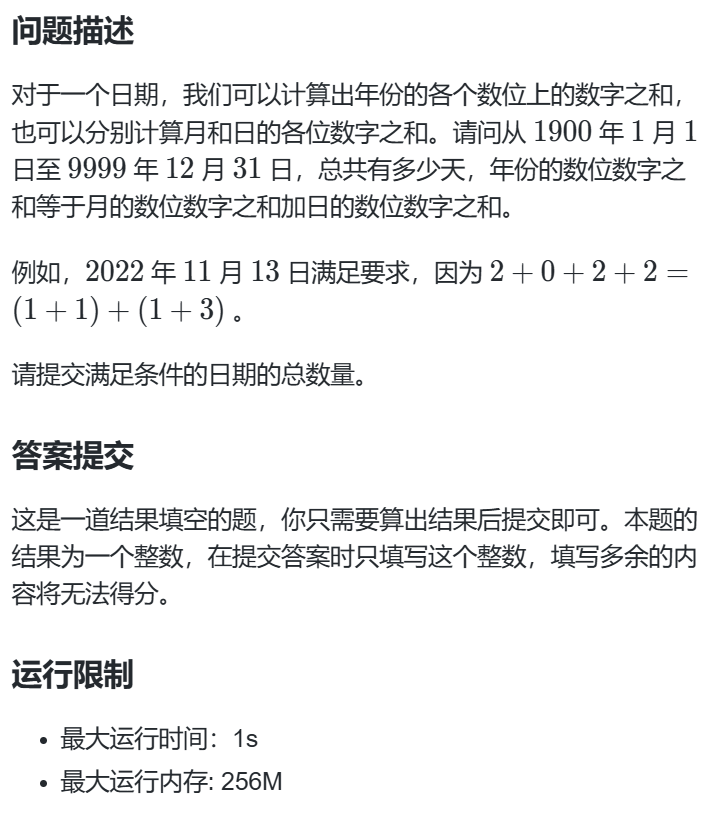 问题描述
对于一个日期，我们可以计算出年份的各个数位上的数字之和，
也可以分别计算月和日的各位数字之和。请问从 1900 年 1 月 1
日至 9999 年 12 月 31 日，总共有多少天，年份的数位数字之
和等于月的数位数字之和加日的数位数字之和。
例如，2022 年 11 月 13 日满足要求，因为 2 + 0 + 2 + 2 =
(1 + 1) + (1 + 3) 。
请提交满足条件的日期的总数量。
答案提交
这是一道结果填空的题，你只需要算出结果后提交即可。本题的
结果为一个整数，在提交答案时只填写这个整数，填写多余的内
容将无法得分。
运行限制
• 最大运行时间：1s
• 最大运行内存: 256M